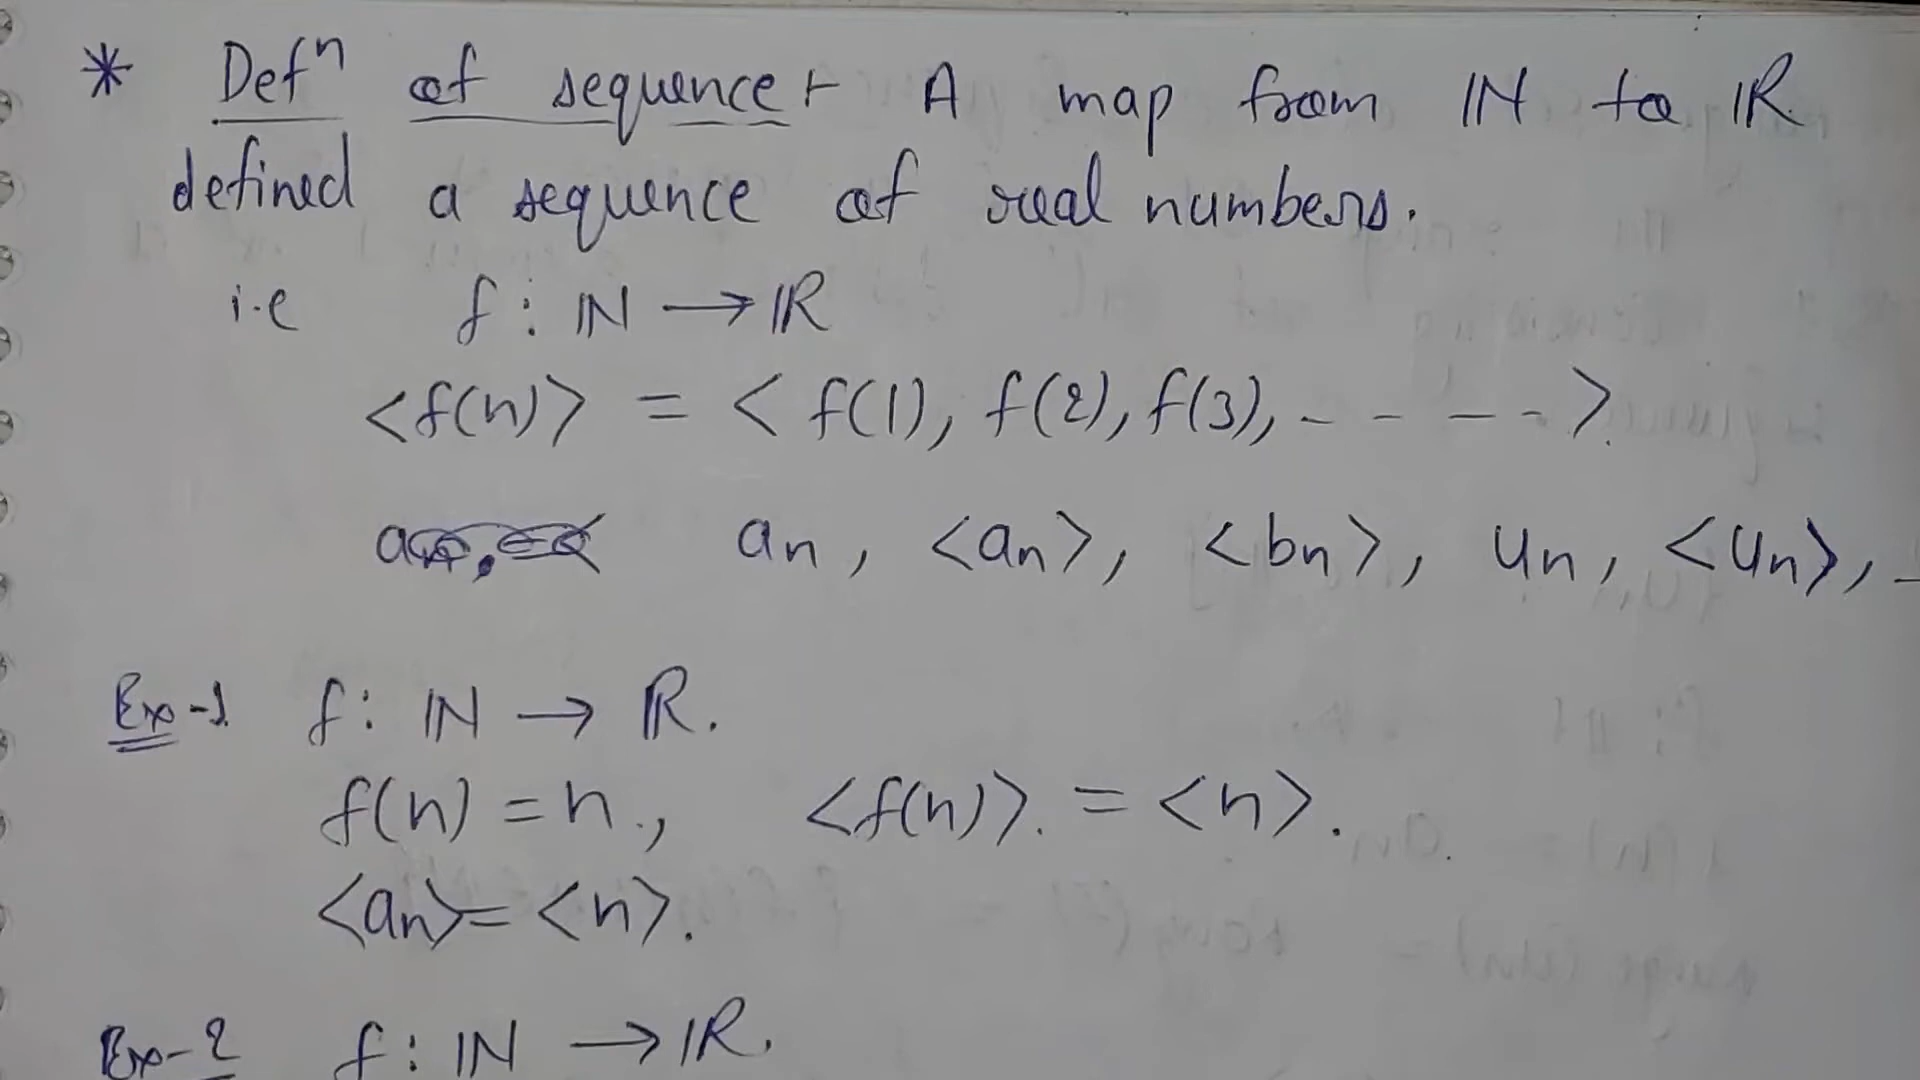 * Defⁿ of sequence :- A map from ℕ to ℝ
defined a sequence of real numbers.
i.e f : ℕ → ℝ
<f(n)> = < f(1), f(2), f(3), - - - - >.
an, <an>, <bn>, un, <un>, -
Ex-1 f : ℕ → ℝ.
f(n) = n., <f(n)>. = <n>.
<an> = <n>.
Ex-2 f : ℕ → ℝ.